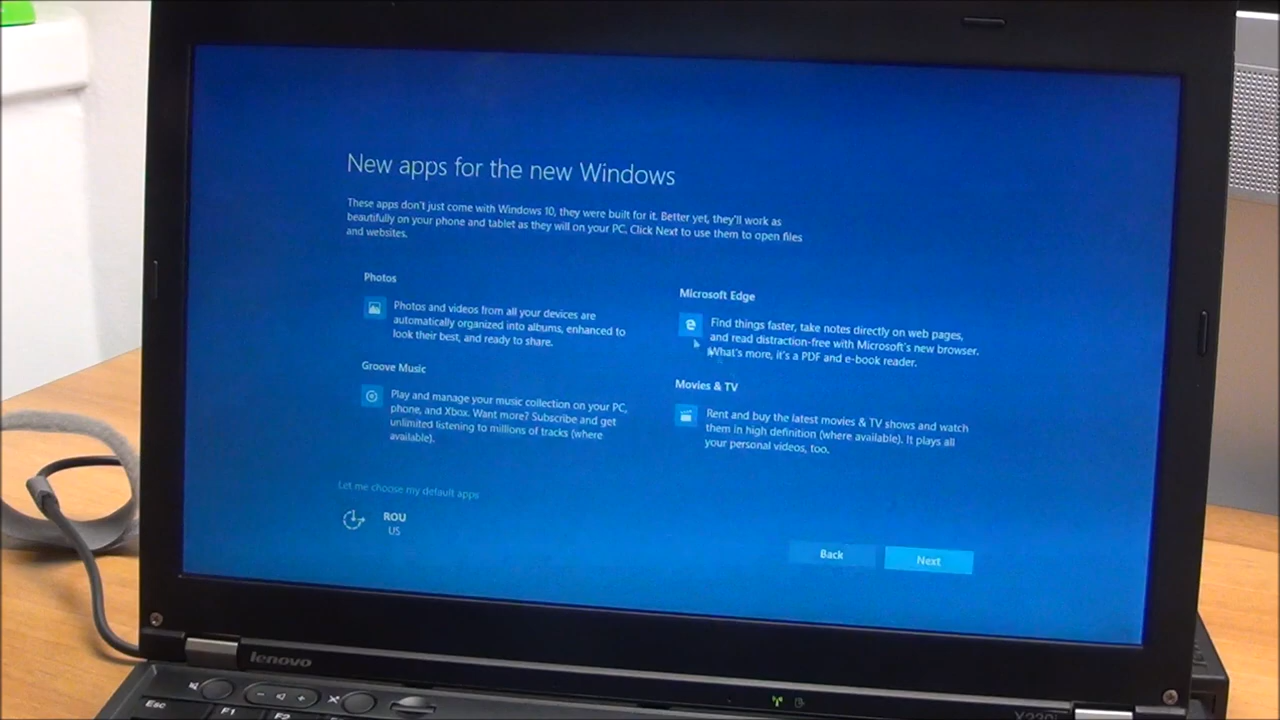 New apps for the new Windows
These apps don't just come with Windows 10, they were built for it. Better yet, they'll work as
beautifully on your phone and tablet as they will on your PC. Click Next to use them to open files
and websites.
Photos
Photos and videos from all your devices are
automatically organized into albums, enhanced to
look their best, and ready to share.
Groove Music
Play and manage your music collection on your PC,
phone, and Xbox. Want more? Subscribe and get
unlimited listening to millions of tracks (where
available).
Microsoft Edge
Find things faster, take notes directly on web pages,
and read distraction-free with Microsoft's new browser.
What's more, it's a PDF and e-book reader.
Movies & TV
Rent and buy the latest movies & TV shows and watch
them in high definition (where available). It plays all
your personal videos, too.
Let me choose my default apps
ROU
US
Back
Next
lenovo
Esc
F1
F2